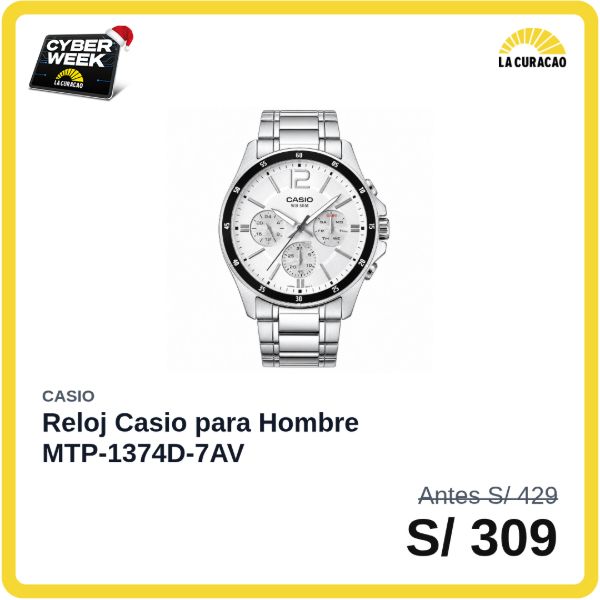 CYBER
WEEK
LA CURACAO
LA CURACAO
CASIO
CASIO
Reloj Casio para Hombre
MTP-1374D-7AV
Antes S/ 429
S/ 309